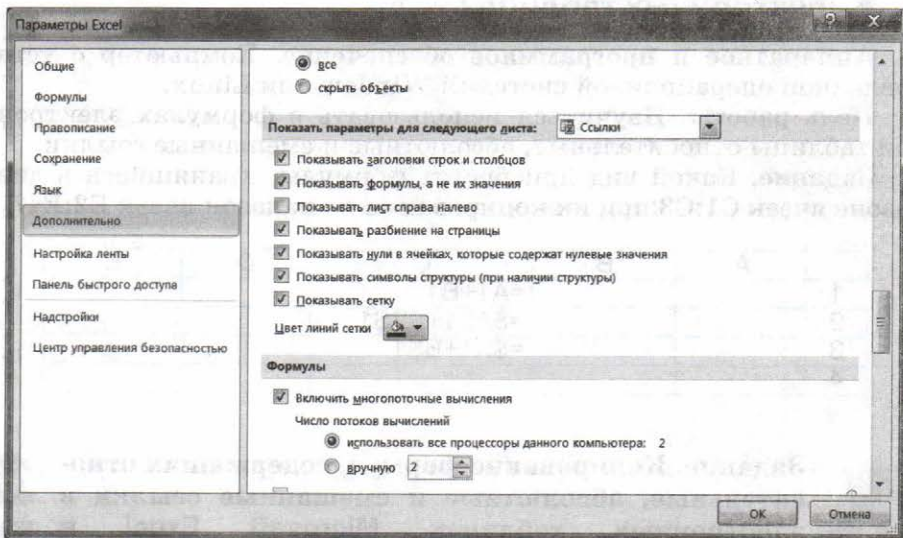 Параметры Excel
Общие
Формулы
Правописание
Сохранение
Язык
Дополнительно
Настройка ленты
Панель быстрого доступа
Надстройки
Центр управления безопасностью
все
скрыть объекты
Показать параметры для следующего листа: Ссылки
Показывать заголовки строк и столбцов
Показывать формулы, а не их значения
Показывать лист справа налево
Показывать разбиение на страницы
Показывать нули в ячейках, которые содержат нулевые значения
Показывать символы структуры (при наличии структуры)
Показывать сетку
Цвет линий сетки
Формулы
Включить многопоточные вычисления
Число потоков вычислений
использовать все процессоры данного компьютера: 2
вручную 2
ОК
Отмена